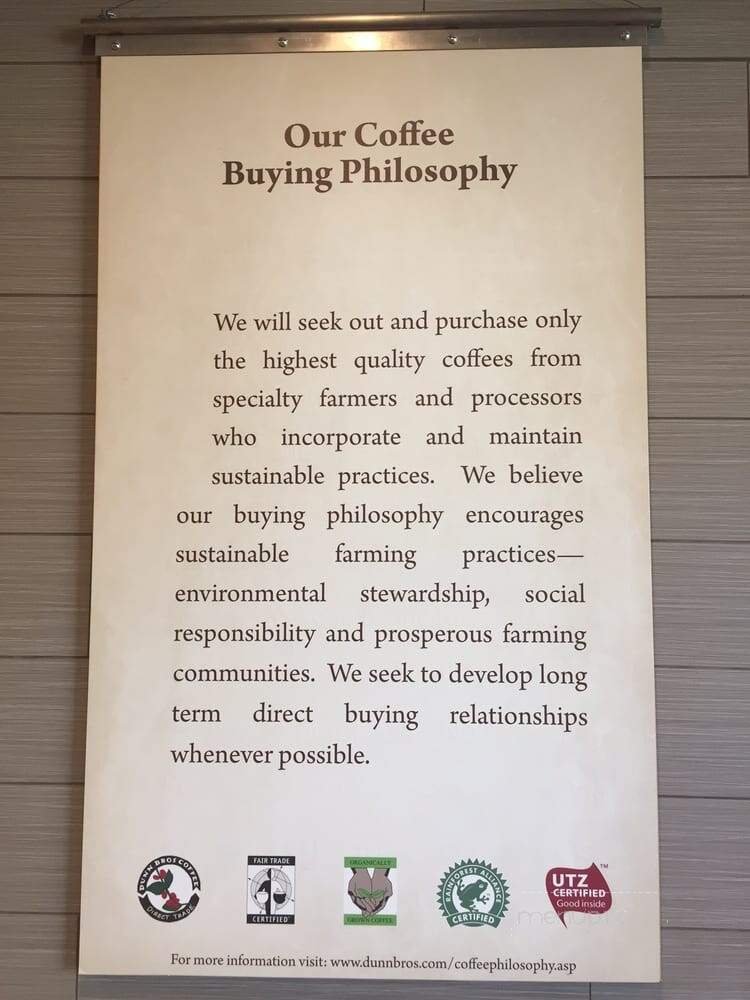 Our Coffee
Buying Philosophy
We will seek out and purchase only
the highest quality coffees from
specialty farmers and processors
who incorporate and maintain
sustainable practices. We believe
our buying philosophy encourages
sustainable farming practices—
environmental stewardship, social
responsibility and prosperous farming
communities. We seek to develop long
term direct buying relationships
whenever possible.
DUNN BROS COFFEE
DIRECT TRADE
FAIR TRADE
CERTIFIED
ORGANICALLY
GROWN COFFEE
RAINFOREST ALLIANCE
CERTIFIED
TM
UTZ
CERTIFIED
Good inside
For more information visit: www.dunnbros.com/coffeephilosophy.asp